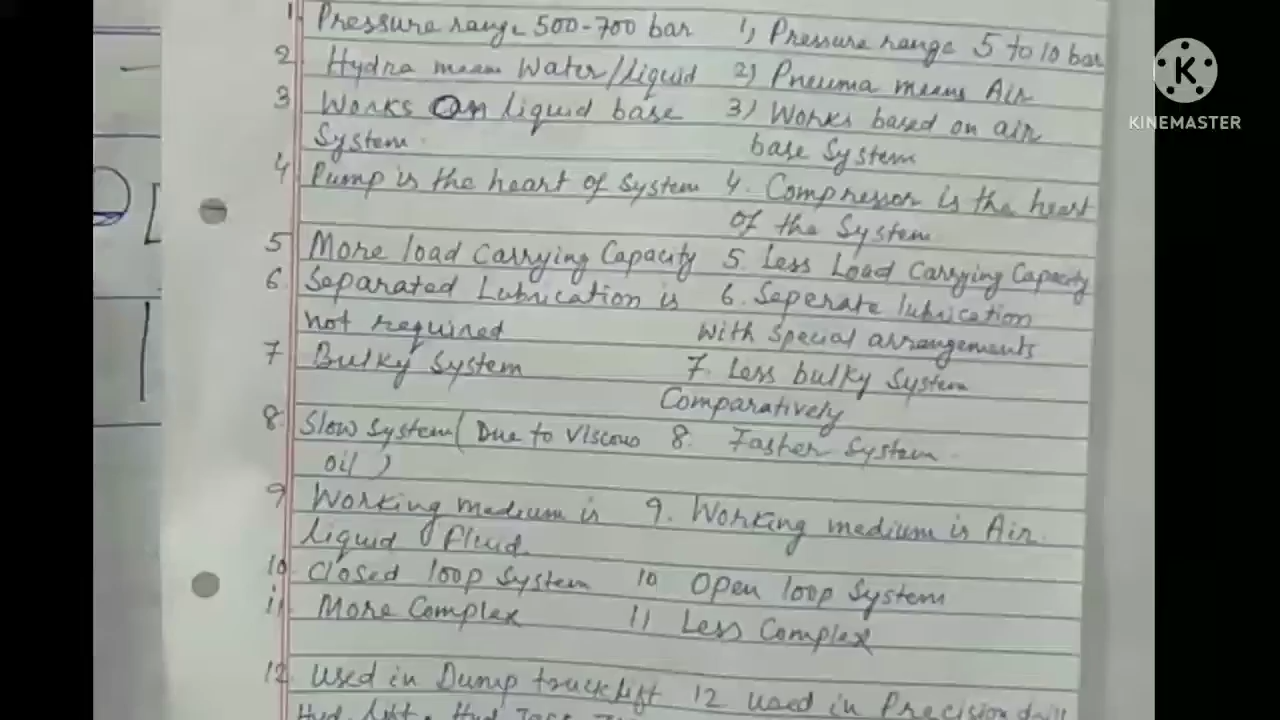 1 Pressure range 500-700 bar 1) Pressure range 5 to 10 bar
2 Hydra means Water/Liquid 2) Pneuma means Air
3 Works On liquid base 3) Works based on air
System. base System
4 Pump is the heart of System 4. Compressor is the heart
of the System
5 More load Carrying Capacity 5. Less Load Carrying Capacity
6. Separated Lubrication is 6. Seperate lubrication
not required with special arrangements
7 Bulky System 7. Less bulky System
Comparatively
8. Slow System ( Due to Viscous 8. Faster System
oil )
9 Working medium is 9. Working medium is Air.
liquid fluid
10 Closed loop System 10 Open loop System
11 More Complex 11 Less Complex
12 Used in Dump truck lift 12 used in Precision drill
KINEMASTER